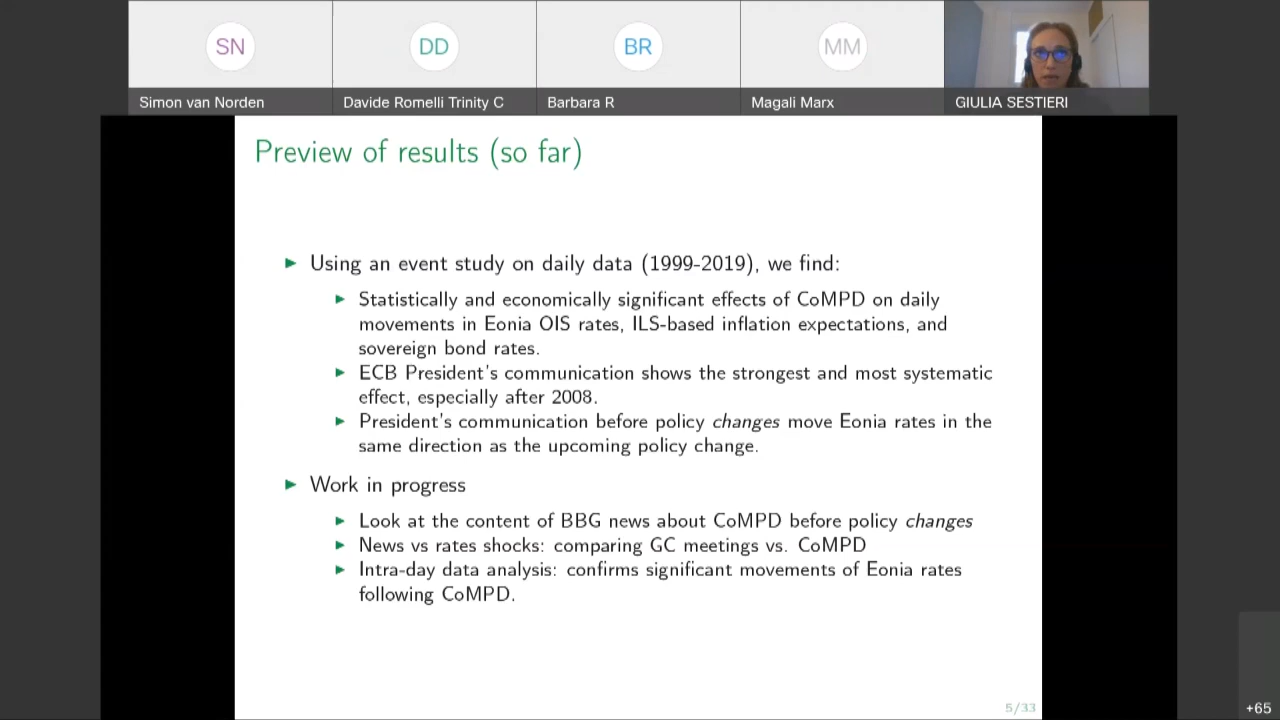 SN
DD
BR
MM
Simon van Norden
Davide Romelli Trinity C
Barbara R
Magali Marx
GIULIA SESTIERI
Preview of results (so far)
Using an event study on daily data (1999-2019), we find:
Statistically and economically significant effects of CoMPD on daily
movements in Eonia OIS rates, ILS-based inflation expectations, and
sovereign bond rates.
ECB President's communication shows the strongest and most systematic
effect, especially after 2008.
President's communication before policy changes move Eonia rates in the
same direction as the upcoming policy change.
Work in progress
Look at the content of BBG news about CoMPD before policy changes
News vs rates shocks: comparing GC meetings vs. CoMPD
Intra-day data analysis: confirms significant movements of Eonia rates
following CoMPD.
5/33
+65